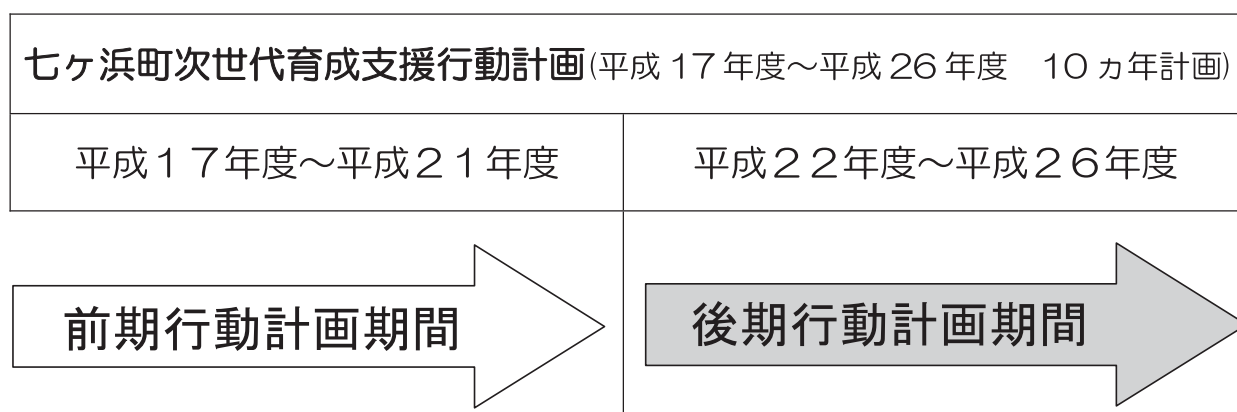 七ヶ浜町次世代育成支援行動計画(平成17年度～平成26年度　10ヵ年計画)
平成１７年度～平成２１年度
平成２２年度～平成２６年度
前期行動計画期間
後期行動計画期間